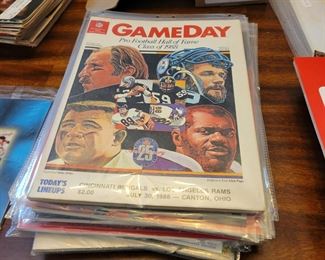 GAMEDAY
Pro Football Hall of Fame
Class of 1988
25
TODAY'S
LINEUPS
$2.00
CINCINNATI BENGALS VS. LOS ANGELES RAMS
JULY 30, 1988 — CANTON, OHIO